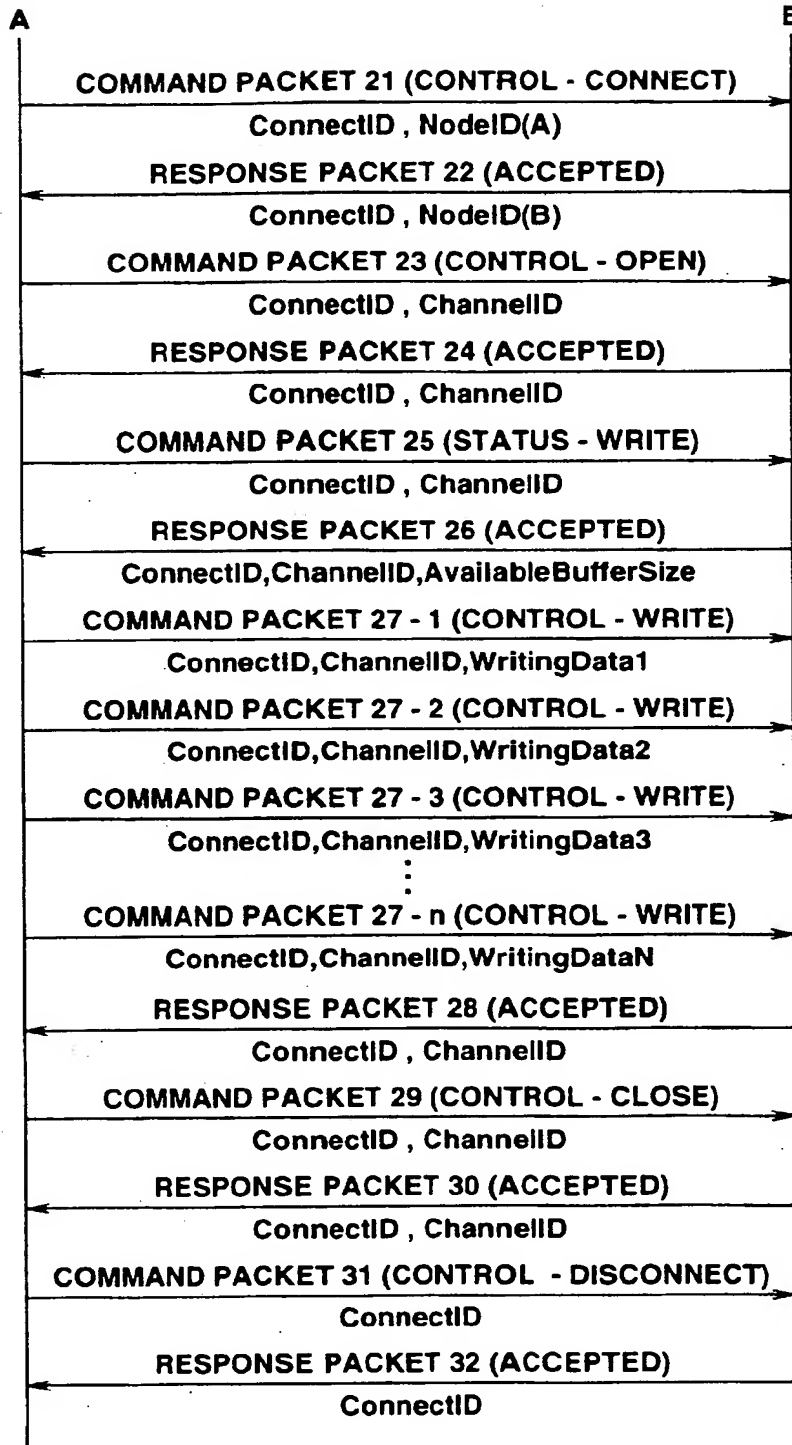 A B
COMMAND PACKET 21 (CONTROL - CONNECT)
ConnectID , NodeID(A)
RESPONSE PACKET 22 (ACCEPTED)
ConnectID , NodeID(B)
COMMAND PACKET 23 (CONTROL - OPEN)
ConnectID , ChannelID
RESPONSE PACKET 24 (ACCEPTED)
ConnectID , ChannelID
COMMAND PACKET 25 (STATUS - WRITE)
ConnectID , ChannelID
RESPONSE PACKET 26 (ACCEPTED)
ConnectID,ChannelID,AvailableBufferSize
COMMAND PACKET 27 - 1 (CONTROL - WRITE)
ConnectID,ChannelID,WritingData1
COMMAND PACKET 27 - 2 (CONTROL - WRITE)
ConnectID,ChannelID,WritingData2
COMMAND PACKET 27 - 3 (CONTROL - WRITE)
ConnectID,ChannelID,WritingData3
COMMAND PACKET 27 - n (CONTROL - WRITE)
ConnectID,ChannelID,WritingDataN
RESPONSE PACKET 28 (ACCEPTED)
ConnectID , ChannelID
COMMAND PACKET 29 (CONTROL - CLOSE)
ConnectID , ChannelID
RESPONSE PACKET 30 (ACCEPTED)
ConnectID , ChannelID
COMMAND PACKET 31 (CONTROL - DISCONNECT)
ConnectID
RESPONSE PACKET 32 (ACCEPTED)
ConnectID